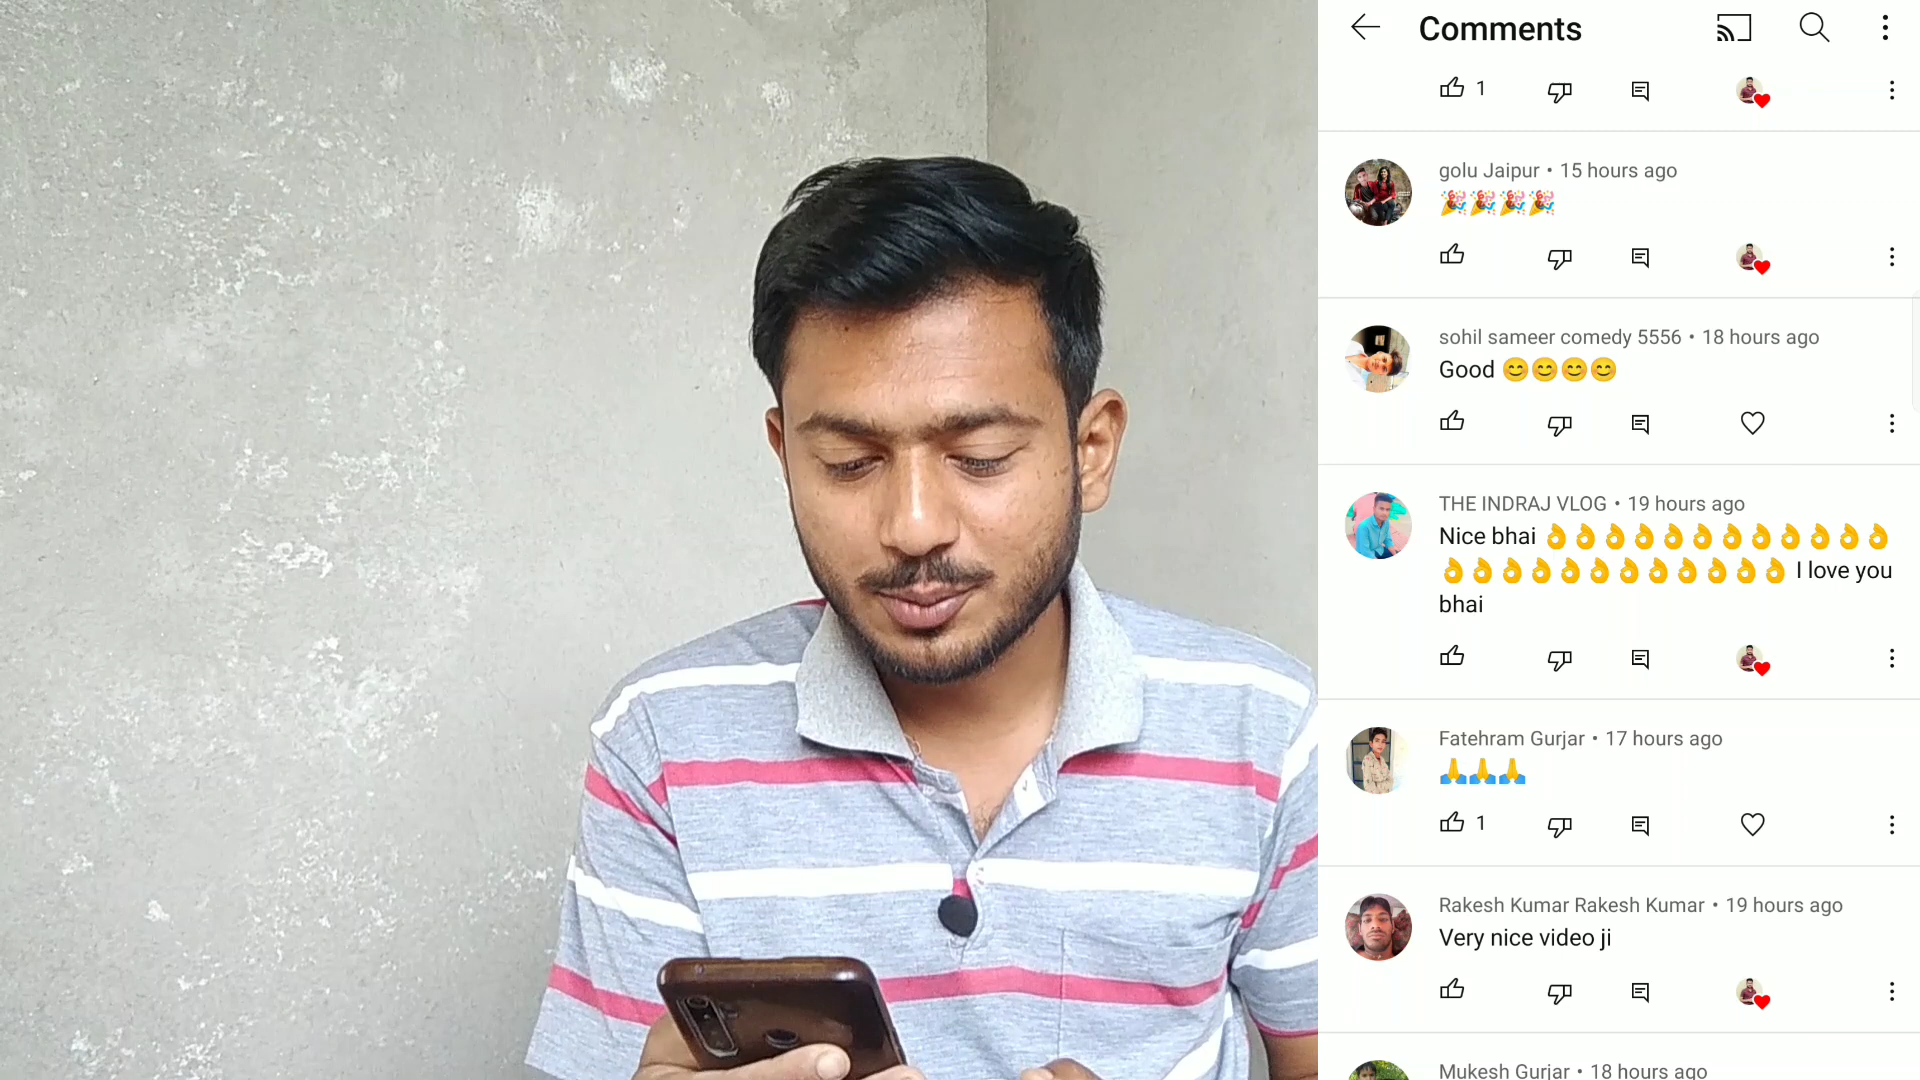 Comments
1
golu Jaipur • 15 hours ago
🎉🎉🎉🎉
sohil sameer comedy 5556 • 18 hours ago
Good 😊😊😊😊
THE INDRAJ VLOG • 19 hours ago
Nice bhai 👌👌👌👌👌👌👌👌👌👌👌👌
👌👌👌👌👌👌👌👌👌👌👌👌 I love you
bhai
Fatehram Gurjar • 17 hours ago
🙏🙏🙏
1
Rakesh Kumar Rakesh Kumar • 19 hours ago
Very nice video ji
Mukesh Gurjar • 18 hours ago